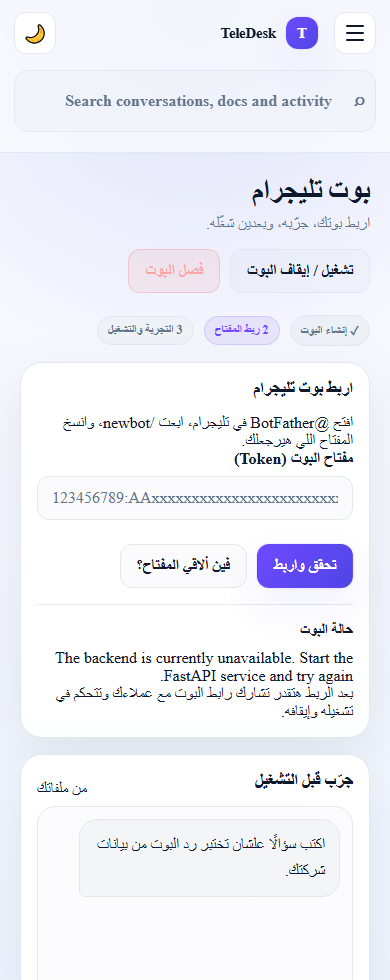 T
TeleDesk
Search conversations, docs and activity
بوت تليجرام
اربط بوتك، جرّبه، وبعدين شغّله.
تشغيل / إيقاف البوت
فصل البوت
✓ إنشاء البوت
2 ربط المفتاح
3 التجربة والتشغيل
اربط بوت تليجرام
افتح @BotFather في تليجرام، ابعت /newbot، وانسخ
المفتاح اللي هيرجعلك.
مفتاح البوت (Token)
123456789:AAxxxxxxxxxxxxxxxxxxxxxxxx
تحقق واربط
فين ألاقي المفتاح؟
حالة البوت
The backend is currently unavailable. Start the
FastAPI service and try again.
بعد الربط هتقدر تشارك رابط البوت مع عملاءك وتتحكم في
تشغيله وإيقافه.
جرّب قبل التشغيل
من ملفاتك
اكتب سؤالًا علشان تختبر رد البوت من بيانات
شركتك.